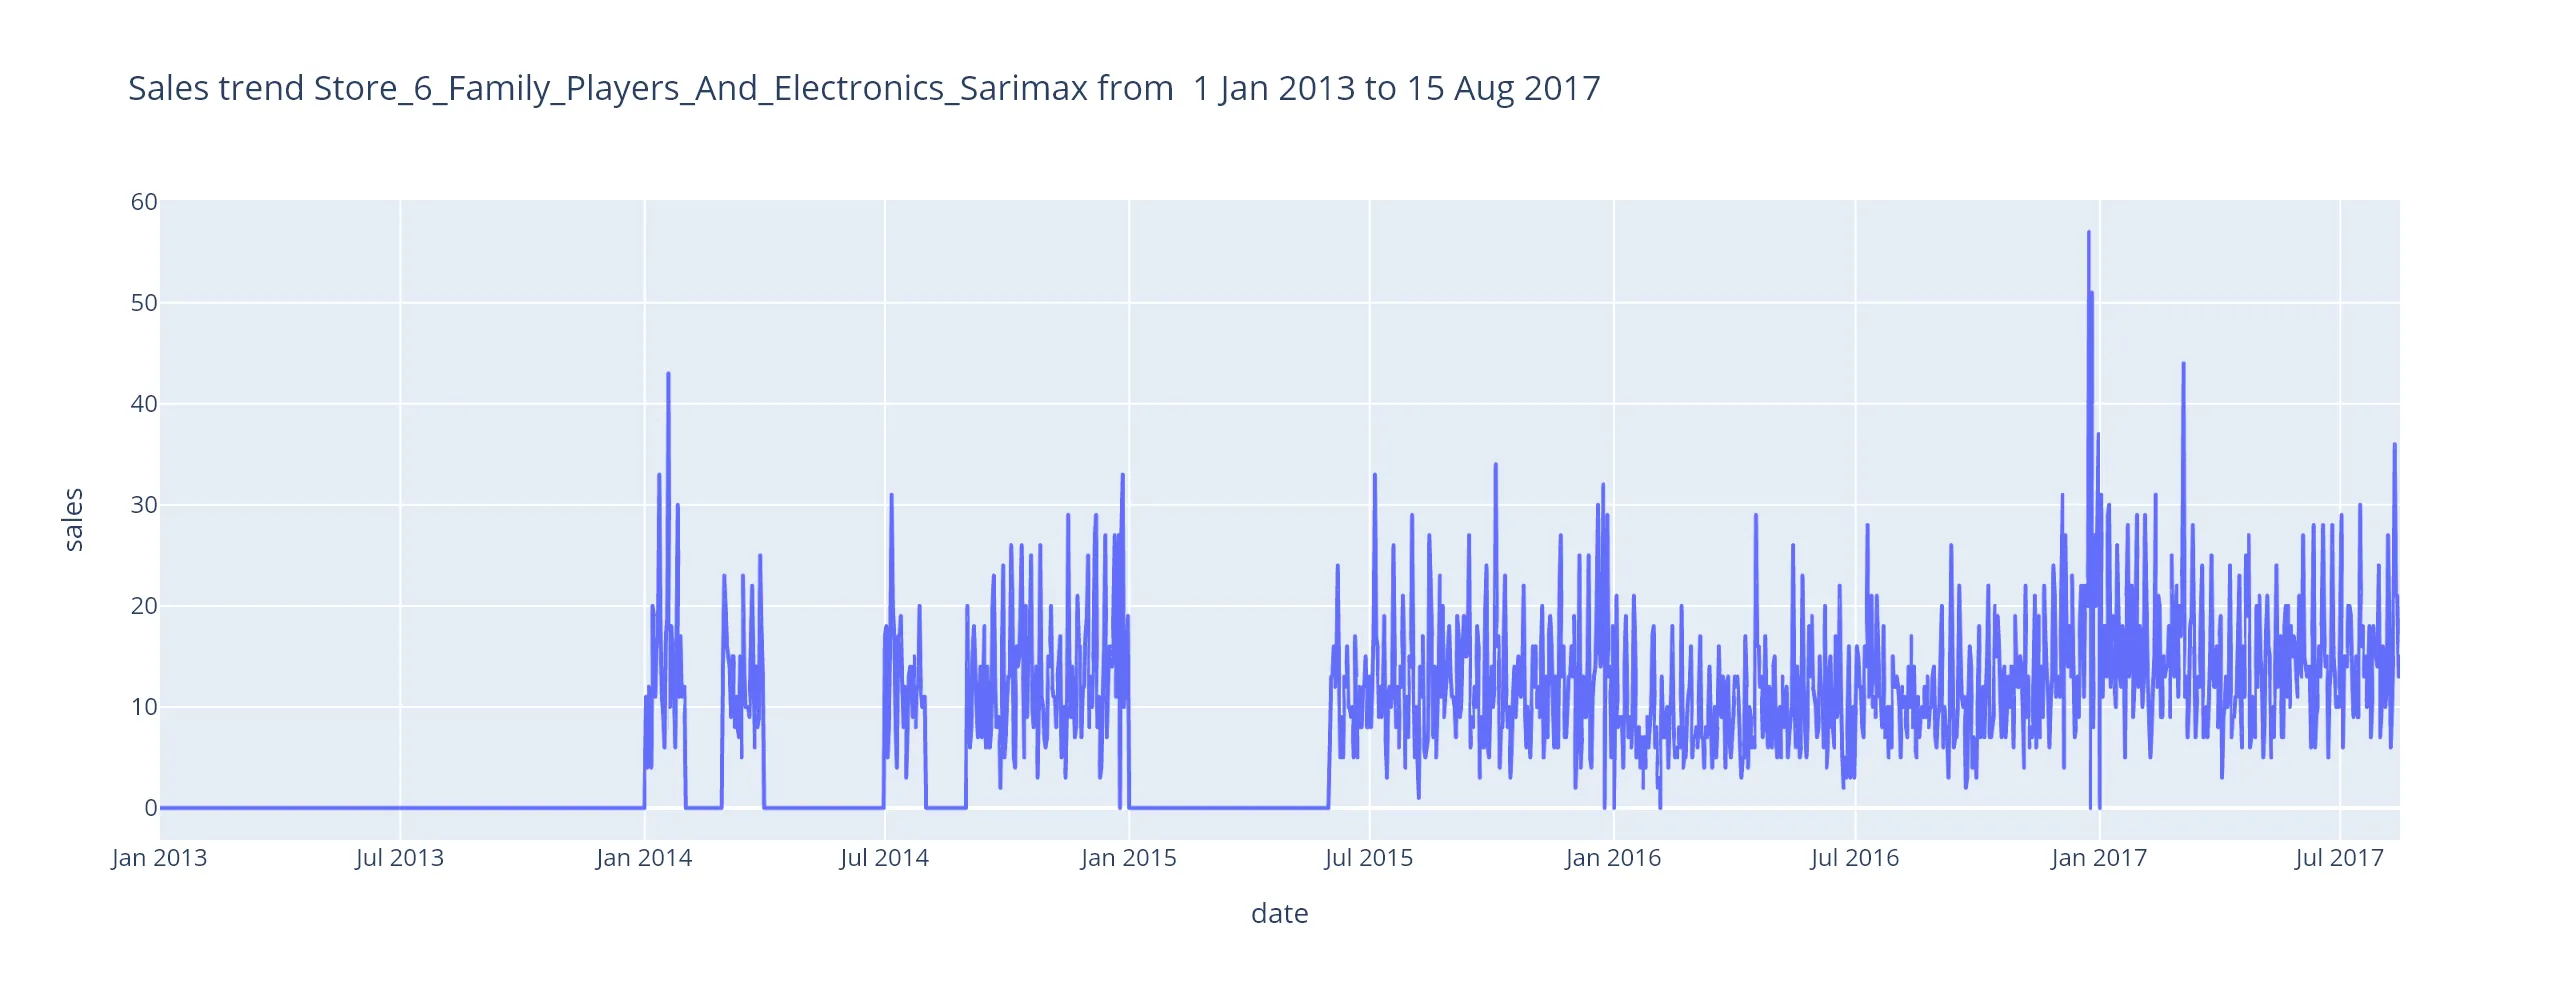 Sales trend Store_6_Family_Players_And_Electronics_Sarimax from  1 Jan 2013 to 15 Aug 2017
60
50
40
30
20
10
0
sales
Jan 2013
Jul 2013
Jan 2014
Jul 2014
Jan 2015
Jul 2015
Jan 2016
Jul 2016
Jan 2017
Jul 2017
date